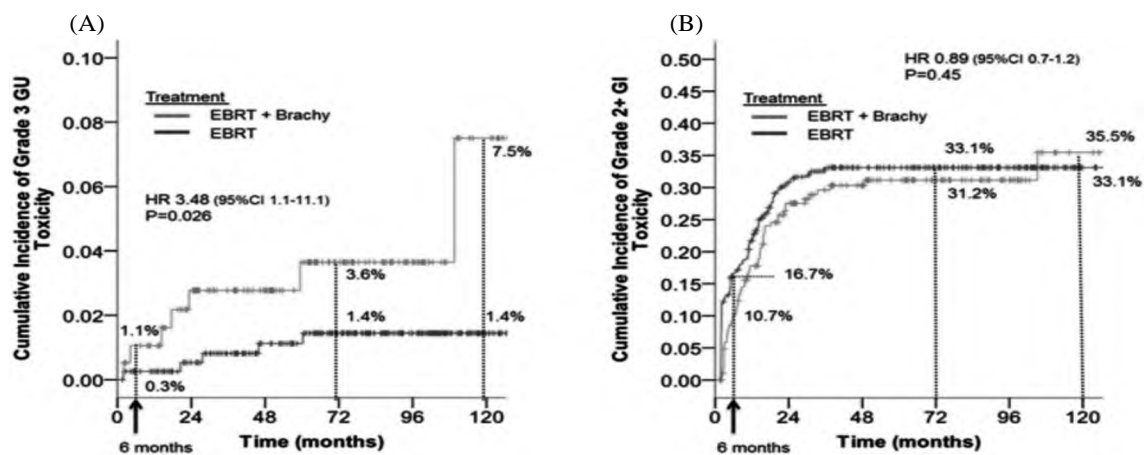 (A)
Cumulative Incidence of Grade 3 GU
Toxicity
0.10
0.08
0.06
0.04
0.02
0.00
Treatment
EBRT + Brachy
EBRT
HR 3.48 (95%CI 1.1-11.1)
P=0.026
7.5%
3.6%
1.1%
1.4%
1.4%
0.3%
0 24 48 72 96 120
Time (months)
6 months
(B)
Cumulative Incidence of Grade 2+ GI
Toxicity
0.50
0.45
0.40
0.35
0.30
0.25
0.20
0.15
0.10
0.05
0.00
HR 0.89 (95%CI 0.7-1.2)
P=0.45
Treatment
EBRT + Brachy
EBRT
33.1%
35.5%
31.2%
33.1%
16.7%
10.7%
0 24 48 72 96 120
Time (months)
6 months